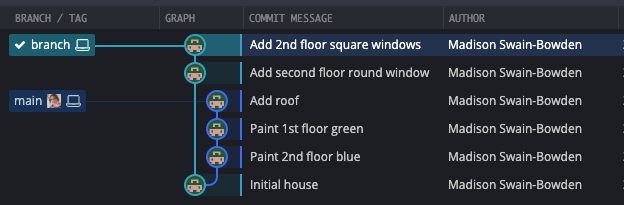 BRANCH / TAG GRAPH COMMIT MESSAGE AUTHOR
branch Add 2nd floor square windows Madison Swain-Bowden
Add second floor round window Madison Swain-Bowden
main Add roof Madison Swain-Bowden
Paint 1st floor green Madison Swain-Bowden
Paint 2nd floor blue Madison Swain-Bowden
Initial house Madison Swain-Bowden